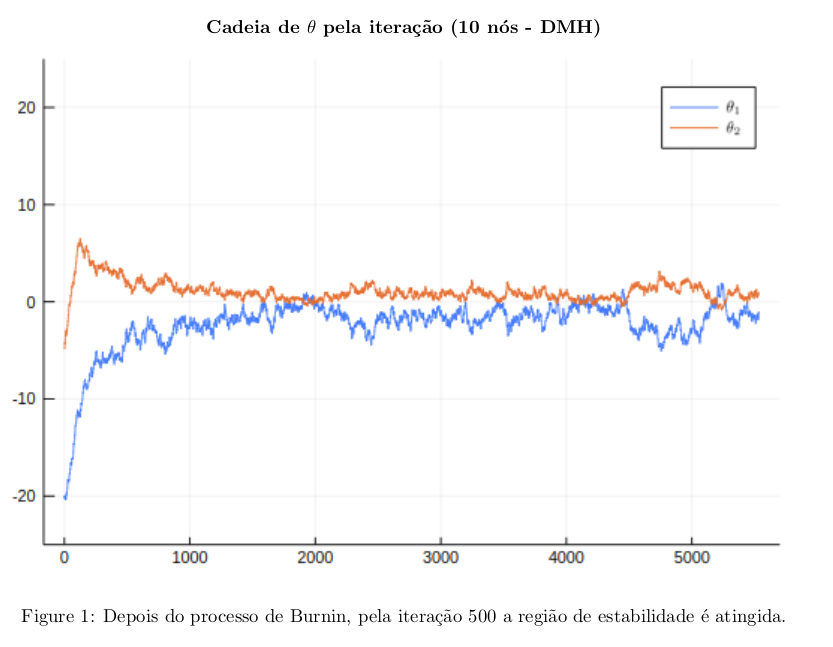 Cadeia de θ pela iteração (10 nós - DMH)
20
10
0
-10
-20
θ₁
θ₂
0 1000 2000 3000 4000 5000
Figure 1: Depois do processo de Burnin, pela iteração 500 a região de estabilidade é atingida.